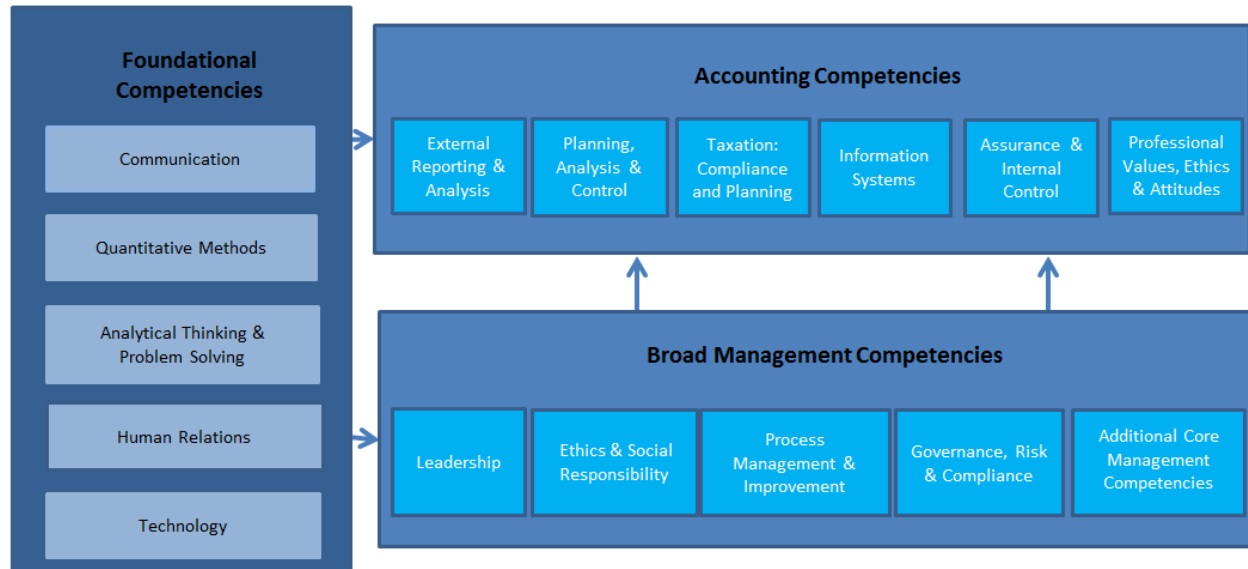 Foundational
Competencies
Communication
Quantitative Methods
Analytical Thinking &
Problem Solving
Human Relations
Technology
Accounting Competencies
External
Reporting &
Analysis
Planning,
Analysis &
Control
Taxation:
Compliance
and Planning
Information
Systems
Assurance &
Internal
Control
Professional
Values, Ethics
& Attitudes
Broad Management Competencies
Leadership
Ethics & Social
Responsibility
Process
Management &
Improvement
Governance, Risk
& Compliance
Additional Core
Management
Competencies